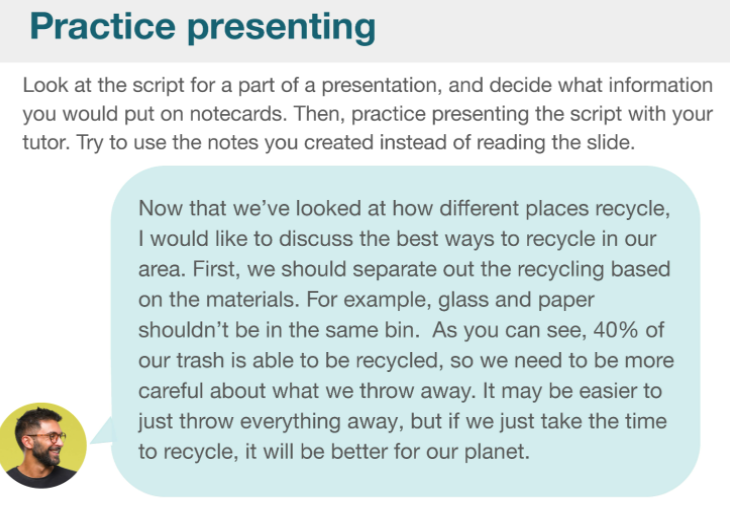 Practice presenting
Look at the script for a part of a presentation, and decide what information
you would put on notecards. Then, practice presenting the script with your
tutor. Try to use the notes you created instead of reading the slide.
Now that we've looked at how different places recycle,
I would like to discuss the best ways to recycle in our
area. First, we should separate out the recycling based
on the materials. For example, glass and paper
shouldn't be in the same bin.  As you can see, 40% of
our trash is able to be recycled, so we need to be more
careful about what we throw away. It may be easier to
just throw everything away, but if we just take the time
to recycle, it will be better for our planet.